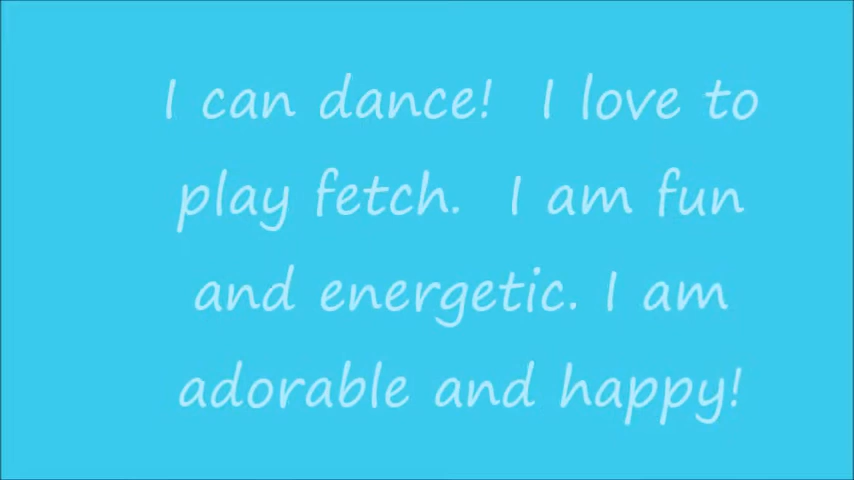 I can dance!  I love to
play fetch.  I am fun
and energetic. I am
adorable and happy!